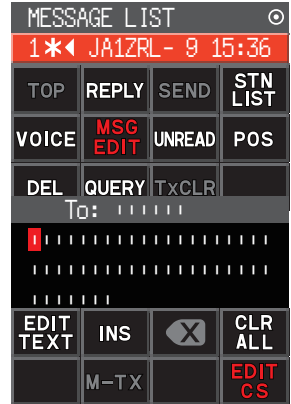 MESSAGE LIST
1 JA1ZRL- 9 15:36
TOP REPLY SEND STN LIST
VOICE MSG EDIT UNREAD POS
DEL QUERY TxCLR
To:
EDIT TEXT INS CLR ALL
M-TX EDIT CS